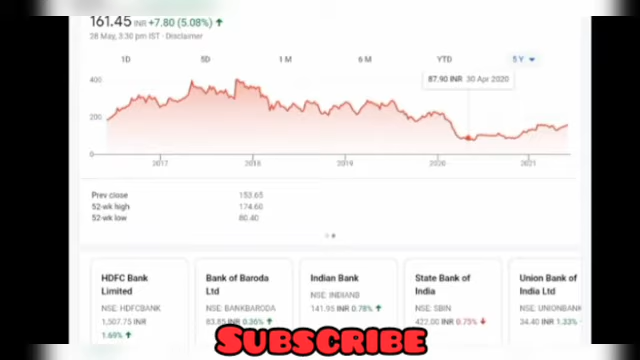 161.45 INR +7.80 (5.08%) ↑
28 May, 3:30 pm IST · Disclaimer
1D 5D 1 M 6 M YTD 5 Y
87.90 INR 30 Apr 2020
400
200
0
2017 2018 2019 2020 2021
Prev close 153.65
52-wk high 174.60
52-wk low 80.40
HDFC Bank Limited
NSE: HDFCBANK
1,507.75 INR
1.69% ↑
Bank of Baroda Ltd
NSE: BANKBARODA
83.85 INR 0.36% ↑
Indian Bank
NSE: INDIANB
141.95 INR 0.78% ↑
State Bank of India
NSE: SBIN
422.00 INR 0.73% ↓
Union Bank of India Ltd
NSE: UNIONBANK
34.40 INR 1.33%
SUBSCRIBE